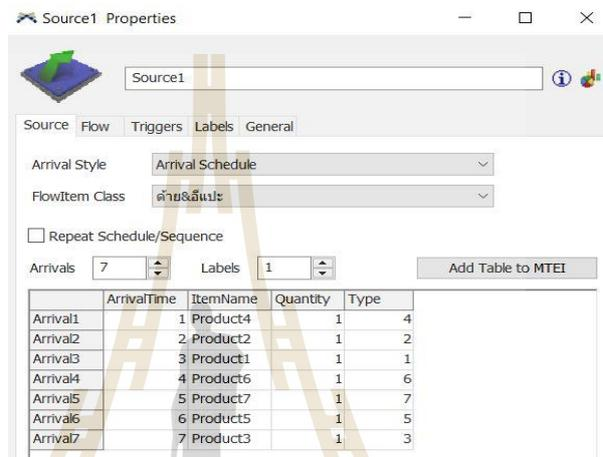 Source1 Properties
Source1
Source Flow Triggers Labels General
Arrival Style Arrival Schedule
FlowItem Class ด้าย&อีแปะ
Repeat Schedule/Sequence
Arrivals 7 Labels 1 Add Table to MTEI
ArrivalTime ItemName Quantity Type
Arrival1 1 Product4 1 4
Arrival2 2 Product2 1 2
Arrival3 3 Product1 1 1
Arrival4 4 Product6 1 6
Arrival5 5 Product7 1 7
Arrival6 6 Product5 1 5
Arrival7 7 Product3 1 3